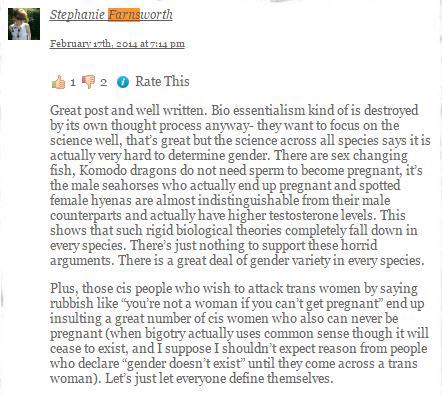 Stephanie Farnsworth
February 17th, 2014 at 7:14 pm
1 2 Rate This
Great post and well written. Bio essentialism kind of is destroyed
by its own thought process anyway- they want to focus on the
science well, that's great but the science across all species says it is
actually very hard to determine gender. There are sex changing
fish, Komodo dragons do not need sperm to become pregnant, it's
the male seahorses who actually end up pregnant and spotted
female hyenas are almost indistinguishable from their male
counterparts and actually have higher testosterone levels. This
shows that such rigid biological theories completely fall down in
every species. There's just nothing to support these horrid
arguments. There is a great deal of gender variety in every species.
Plus, those cis people who wish to attack trans women by saying
rubbish like "you're not a woman if you can't get pregnant" end up
insulting a great number of cis women who also can never be
pregnant (when bigotry actually uses common sense though it will
cease to exist, and I suppose I shouldn't expect reason from people
who declare "gender doesn't exist" until they come across a trans
woman). Let's just let everyone define themselves.